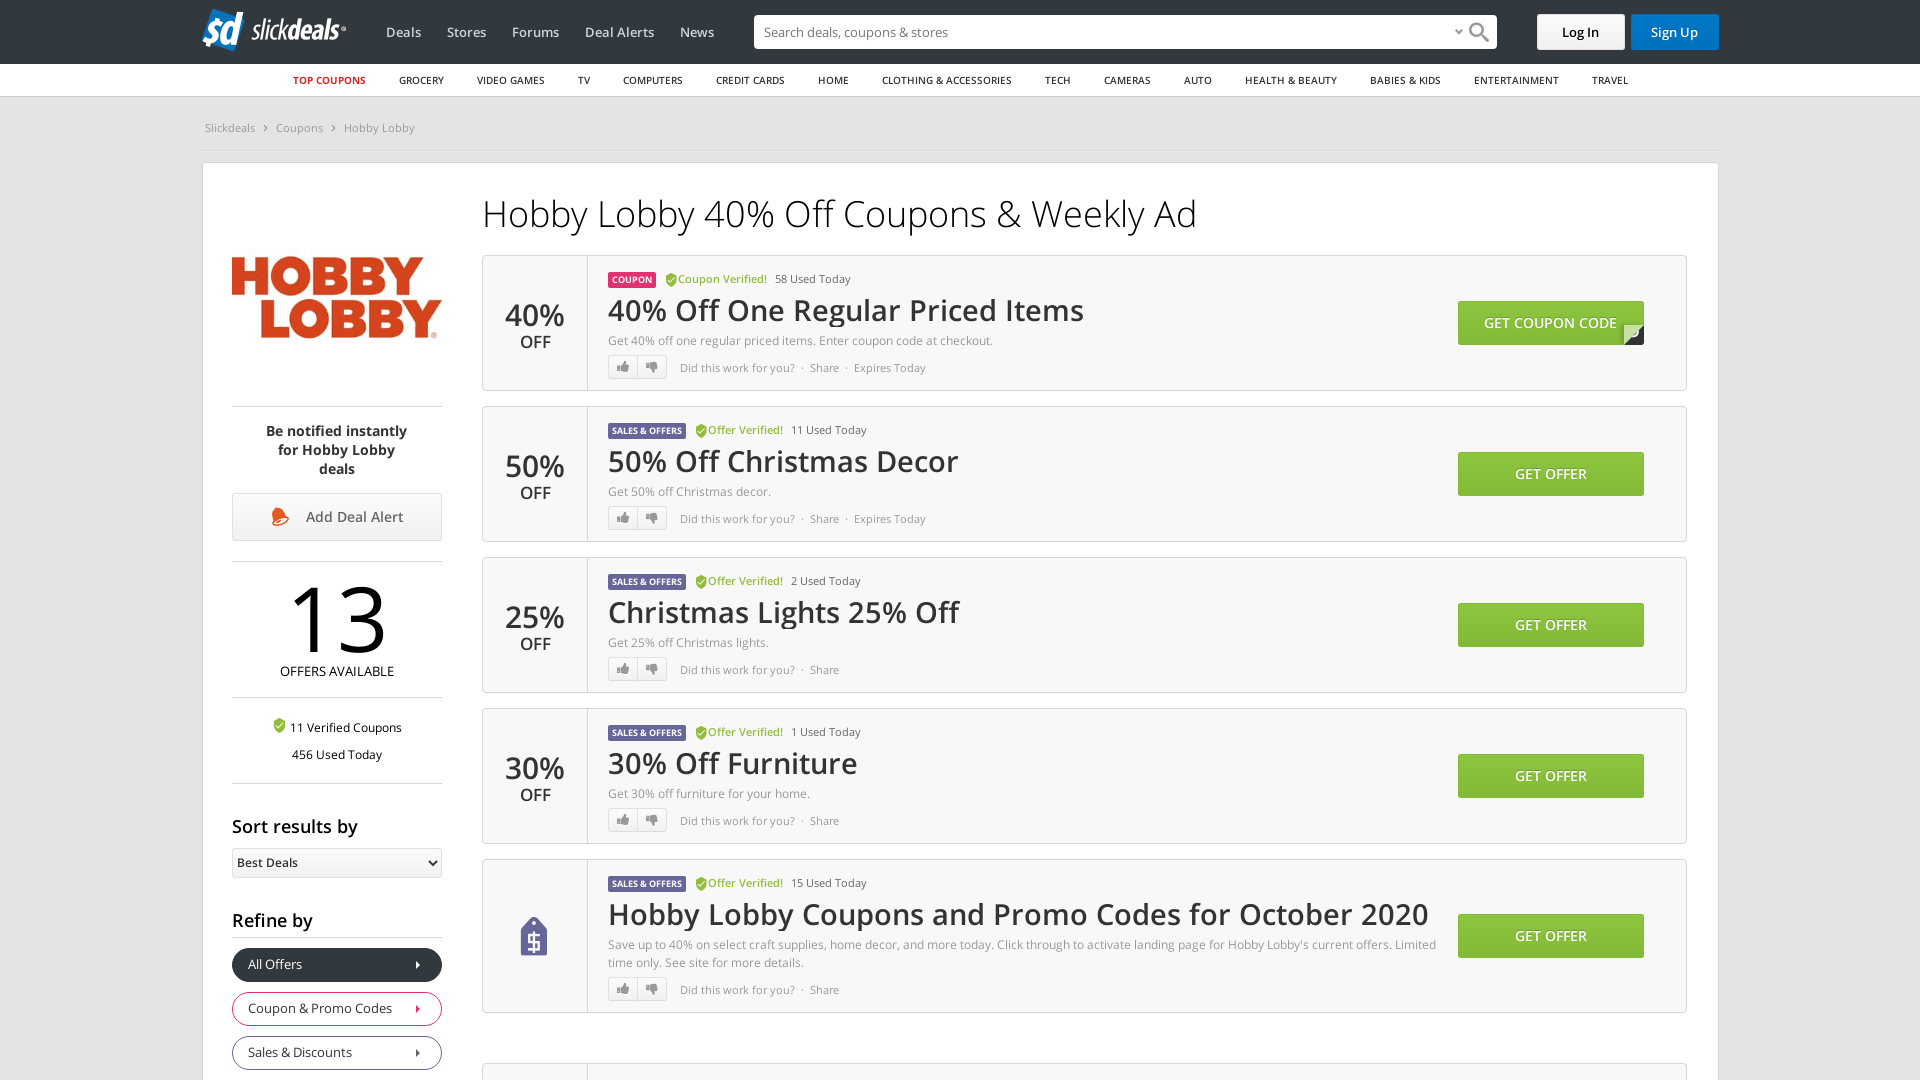 sd slickdeals
Deals
Stores
Forums
Deal Alerts
News
Search deals, coupons & stores
Log In
Sign Up
TOP COUPONS
GROCERY
VIDEO GAMES
TV
COMPUTERS
CREDIT CARDS
HOME
CLOTHING & ACCESSORIES
TECH
CAMERAS
AUTO
HEALTH & BEAUTY
BABIES & KIDS
ENTERTAINMENT
TRAVEL
Slickdeals > Coupons > Hobby Lobby
HOBBY
LOBBY®
Be notified instantly
for Hobby Lobby
deals
Add Deal Alert
13
OFFERS AVAILABLE
11 Verified Coupons
456 Used Today
Sort results by
Best Deals
Refine by
All Offers
Coupon & Promo Codes
Sales & Discounts
Hobby Lobby 40% Off Coupons & Weekly Ad
40%
OFF
COUPON Coupon Verified! 58 Used Today
40% Off One Regular Priced Items
Get 40% off one regular priced items. Enter coupon code at checkout.
Did this work for you? · Share · Expires Today
GET COUPON CODE
50%
OFF
SALES & OFFERS Offer Verified! 11 Used Today
50% Off Christmas Decor
Get 50% off Christmas decor.
Did this work for you? · Share · Expires Today
GET OFFER
25%
OFF
SALES & OFFERS Offer Verified! 2 Used Today
Christmas Lights 25% Off
Get 25% off Christmas lights.
Did this work for you? · Share
GET OFFER
30%
OFF
SALES & OFFERS Offer Verified! 1 Used Today
30% Off Furniture
Get 30% off furniture for your home.
Did this work for you? · Share
GET OFFER
SALES & OFFERS Offer Verified! 15 Used Today
Hobby Lobby Coupons and Promo Codes for October 2020
Save up to 40% on select craft supplies, home decor, and more today. Click through to activate landing page for Hobby Lobby's current offers. Limited
time only. See site for more details.
Did this work for you? · Share
GET OFFER